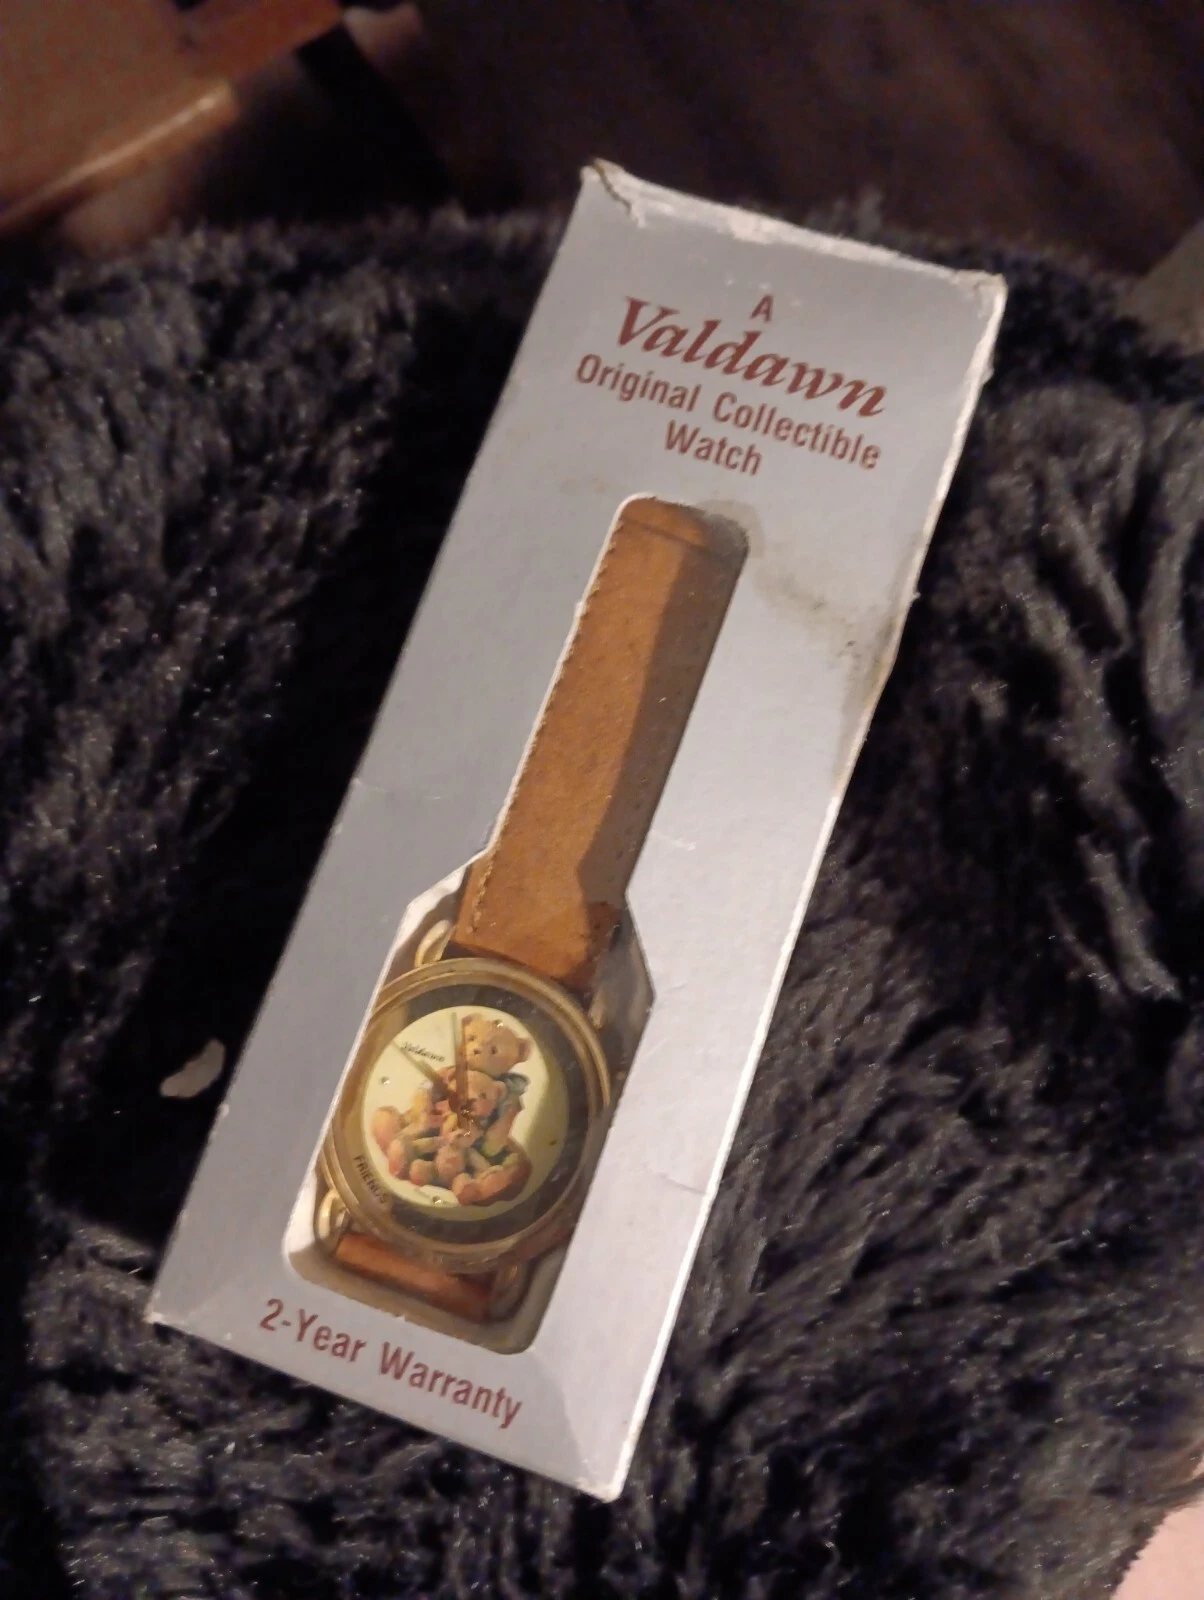 A
Valdawn
Original Collectible
Watch
Valdawn
FRIENDS
2-Year Warranty